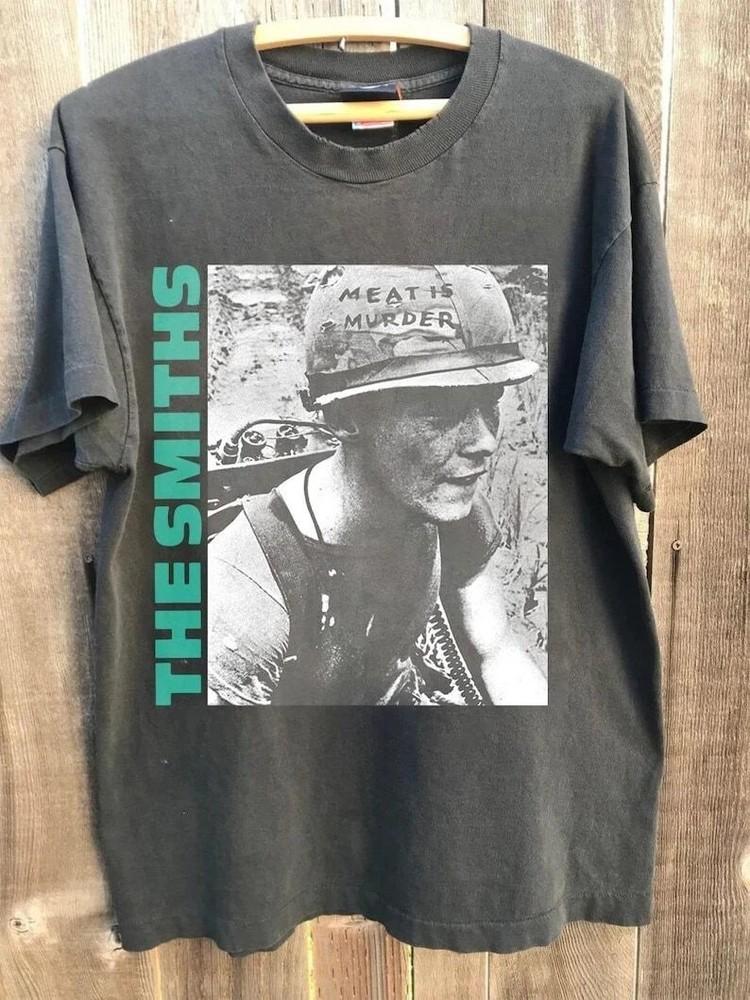 THE SMITHS
MEAT IS
MURDER